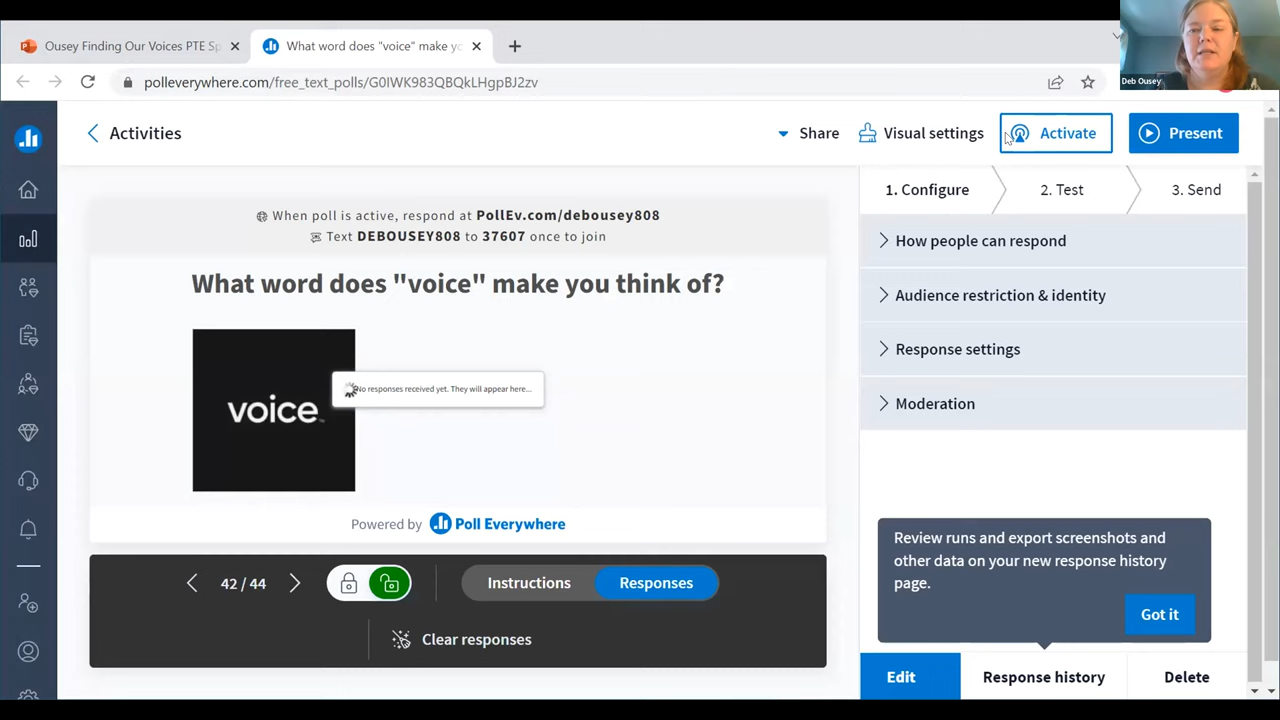 Ousey Finding Our Voices PTE Sp
What word does "voice" make yo
Deb Ousey
polleverywhere.com/free_text_polls/G0IWK983QBQkLHgpBJ2zv
Activities
Share
Visual settings
Activate
Present
1. Configure
2. Test
3. Send
When poll is active, respond at PollEv.com/debousey808
Text DEBOUSEY808 to 37607 once to join
What word does "voice" make you think of?
voice
No responses received yet. They will appear here...
Powered by Poll Everywhere
How people can respond
Audience restriction & identity
Response settings
Moderation
42 / 44
Instructions
Responses
Clear responses
Review runs and export screenshots and
other data on your new response history
page.
Got it
Edit
Response history
Delete